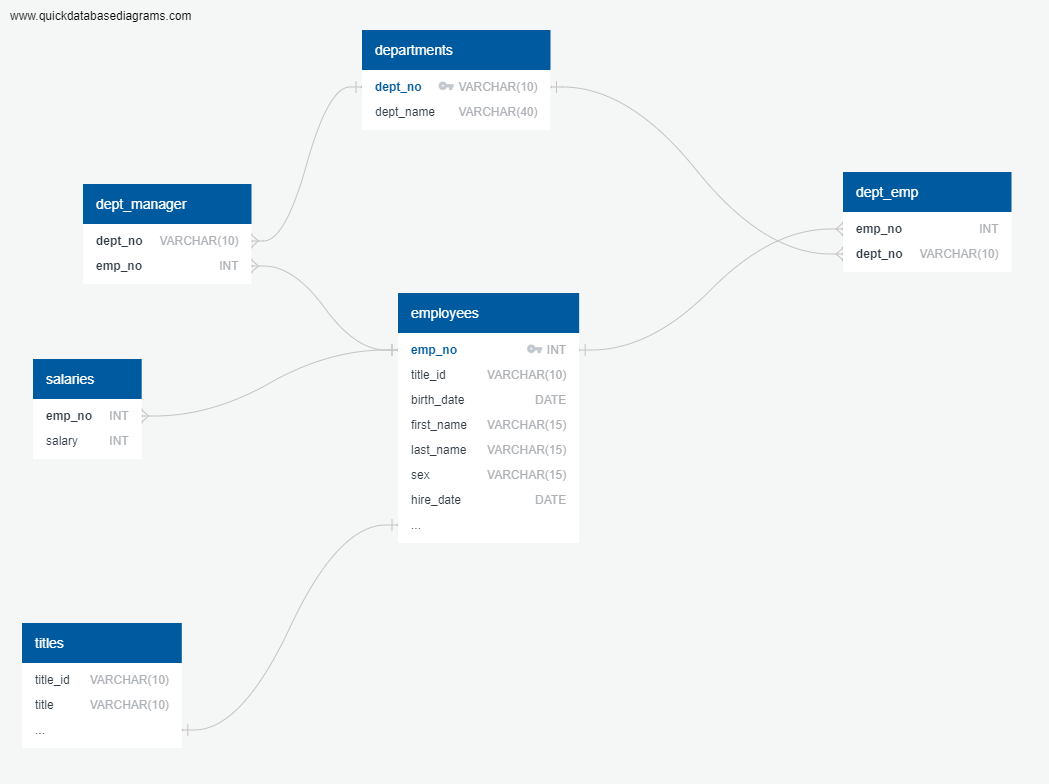 www.quickdatabasediagrams.com
departments
dept_no VARCHAR(10)
dept_name VARCHAR(40)
dept_manager
dept_no VARCHAR(10)
emp_no INT
dept_emp
emp_no INT
dept_no VARCHAR(10)
employees
emp_no INT
title_id VARCHAR(10)
birth_date DATE
first_name VARCHAR(15)
last_name VARCHAR(15)
sex VARCHAR(15)
hire_date DATE
...
salaries
emp_no INT
salary INT
titles
title_id VARCHAR(10)
title VARCHAR(10)
...